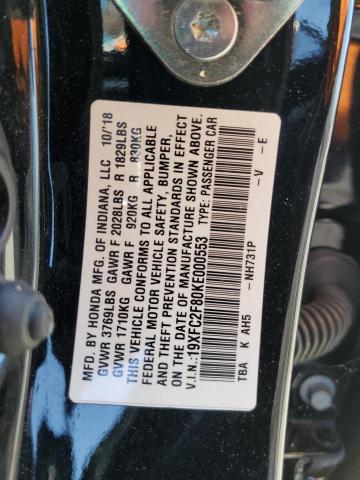 MFD. BY HONDA MFG. OF INDIANA, LLC 10/'18
GVWR 3769LBS GAWR F 2028LBS R 1829LBS
GVWR 1710KG GAWR F 920KG R 830KG
THIS VEHICLE CONFORMS TO ALL APPLICABLE
FEDERAL MOTOR VEHICLE SAFETY, BUMPER,
AND THEFT PREVENTION STANDARDS IN EFFECT
ON THE DATE OF MANUFACTURE SHOWN ABOVE.
V.I.N.:19XFC2F80KE000553 TYPE: PASSENGER CAR
TBA K AH5 - NH731P - V - E